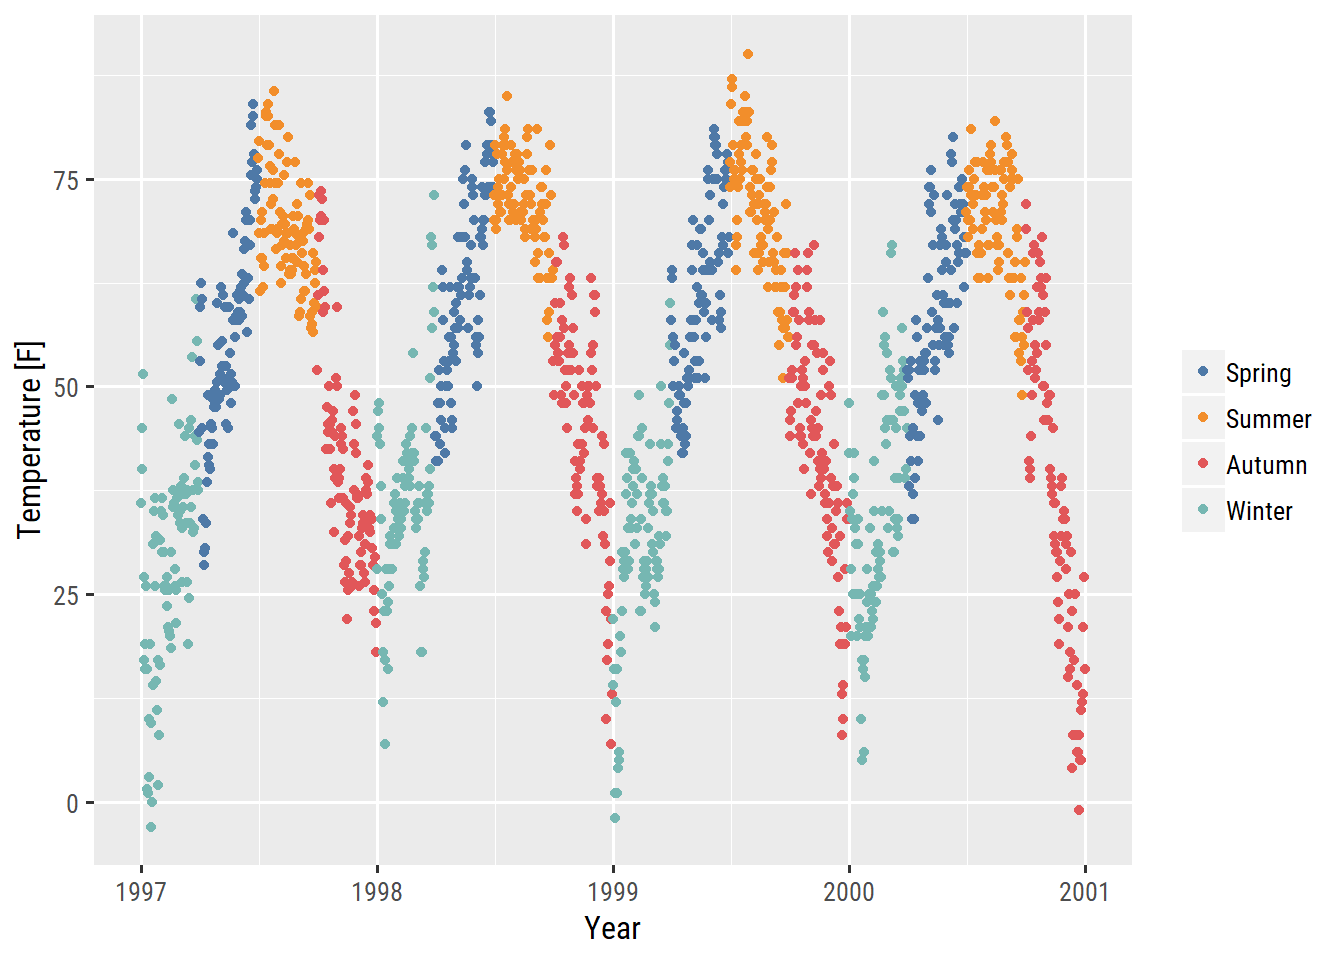 Temperature [F]
75
50
25
0
1997 1998 1999 2000 2001
Year
Spring
Summer
Autumn
Winter